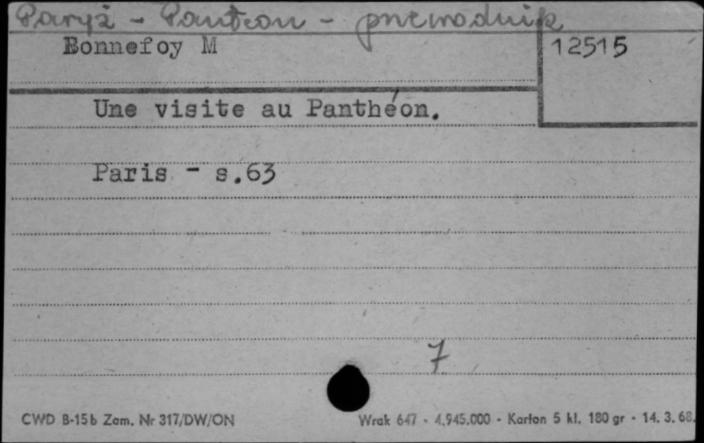 Paryż - Panteon - przewodnik
Bonnefoy M
12515
Une visite au Panthéon.
Paris - s.63
7
CWD B-15b Zam. Nr 317/DW/ON
Wrak 647 - 4.945.000 - Karton 5 kl. 180 gr - 14. 3. 68.